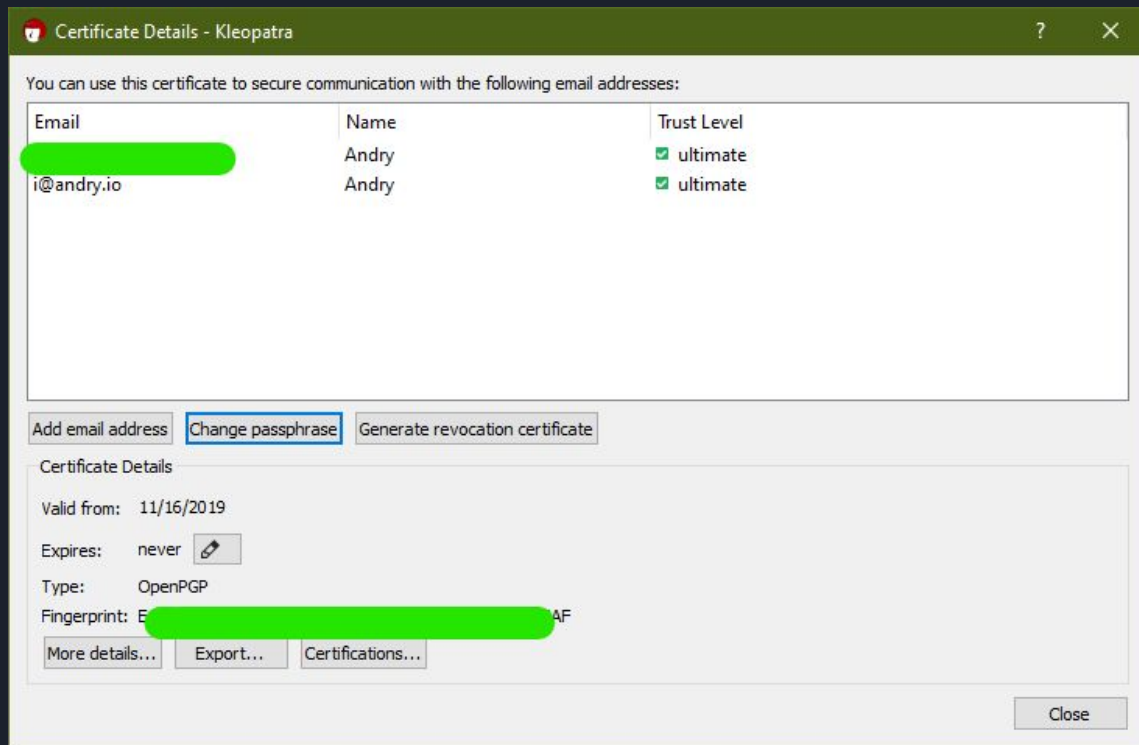 Certificate Details - Kleopatra ? ×
You can use this certificate to secure communication with the following email addresses:
Email Name Trust Level
Andry ultimate
i@andry.io Andry ultimate
Add email address Change passphrase Generate revocation certificate
Certificate Details
Valid from: 11/16/2019
Expires: never
Type: OpenPGP
Fingerprint: E AF
More details... Export... Certifications...
Close